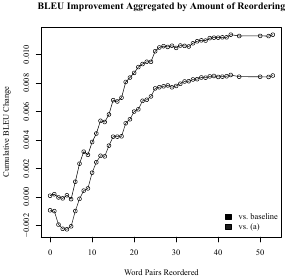 BLEU Improvement Aggregated by Amount of Reordering
Cumulative BLEU Change
0.010
0.008
0.006
0.004
0.002
0.000
−0.002
vs. baseline
vs. (a)
0 10 20 30 40 50
Word Pairs Reordered